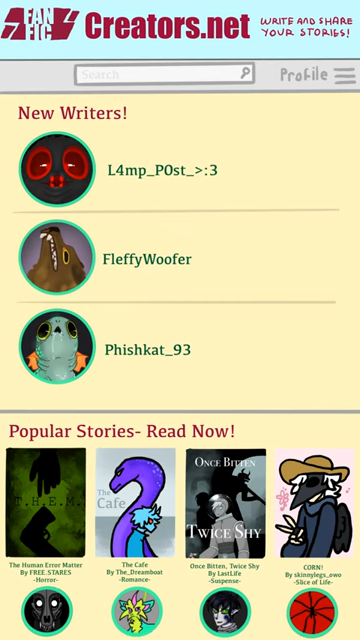 FAN FIC Creators.net
WRITE AND SHARE
YOUR STORIES!
Search
Profile
New Writers!
L4mp_P0st_>:3
FleffyWoofer
Phishkat_93
Popular Stories- Read Now!
T.H.E.M.
The
Cafe
Once Bitten
Twice Shy
The Human Error Matter
By FREE.STARES
-Horror-
The Cafe
By The_Dreamboat
-Romance-
Once Bitten, Twice Shy
By LastLife
-Suspense-
CORN!
By skinnylegs_owo
-Slice of Life-